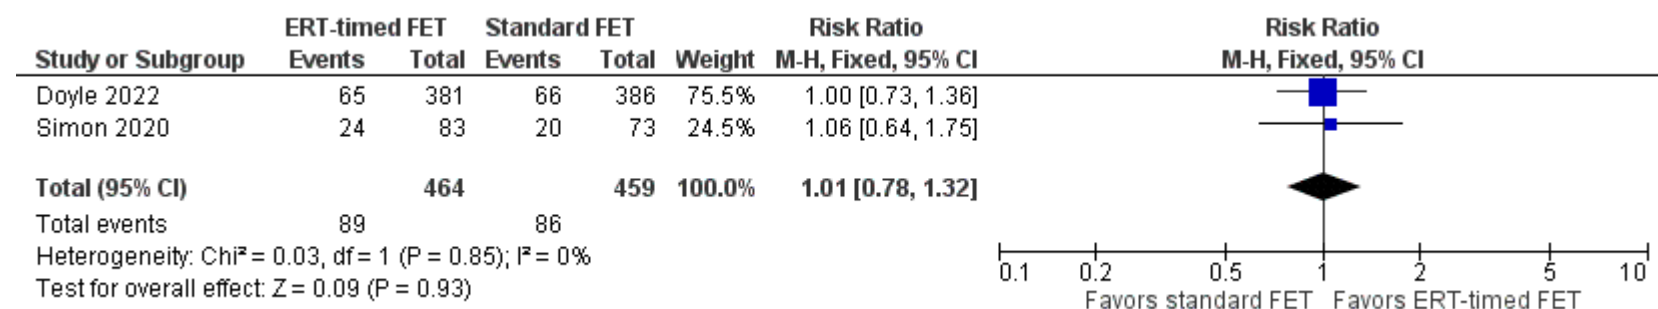 ERT-timed FET Standard FET Risk Ratio Risk Ratio
Study or Subgroup Events Total Events Total Weight M-H, Fixed, 95% CI M-H, Fixed, 95% CI
Doyle 2022 65 381 66 386 75.5% 1.00 [0.73, 1.36]
Simon 2020 24 83 20 73 24.5% 1.06 [0.64, 1.75]
Total (95% CI) 464 459 100.0% 1.01 [0.78, 1.32]
Total events 89 86
Heterogeneity: Chi² = 0.03, df = 1 (P = 0.85); I² = 0%
Test for overall effect: Z = 0.09 (P = 0.93)
0.1 0.2 0.5 1 2 5 10
Favors standard FET Favors ERT-timed FET